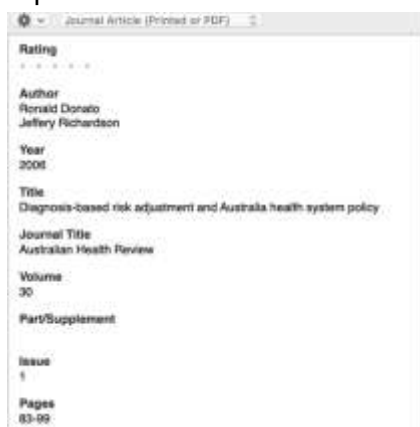 Journal Article (Printed or PDF)
Rating
Author
Ronald Donato
Jeffery Richardson
Year
2006
Title
Diagnosis-based risk adjustment and Australia health system policy
Journal Title
Australian Health Review
Volume
30
Part/Supplement
Issue
1
Pages
83-99